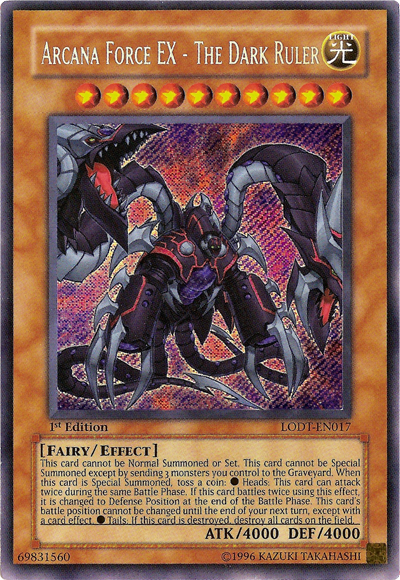 ARCANA FORCE EX - THE DARK RULER
LIGHT
光
1st Edition
LODT-EN017
[FAIRY/EFFECT]
This card cannot be Normal Summoned or Set. This card cannot be Special
Summoned except by sending 3 monsters you control to the Graveyard. When
this card is Special Summoned, toss a coin: ● Heads: This card can attack
twice during the same Battle Phase. If this card battles twice using this effect,
it is changed to Defense Position at the end of the Battle Phase. This card's
battle position cannot be changed until the end of your next turn, except with
a card effect. ● Tails: If this card is destroyed, destroy all cards on the field.
ATK/4000 DEF/4000
69831560
©1996 KAZUKI TAKAHASHI